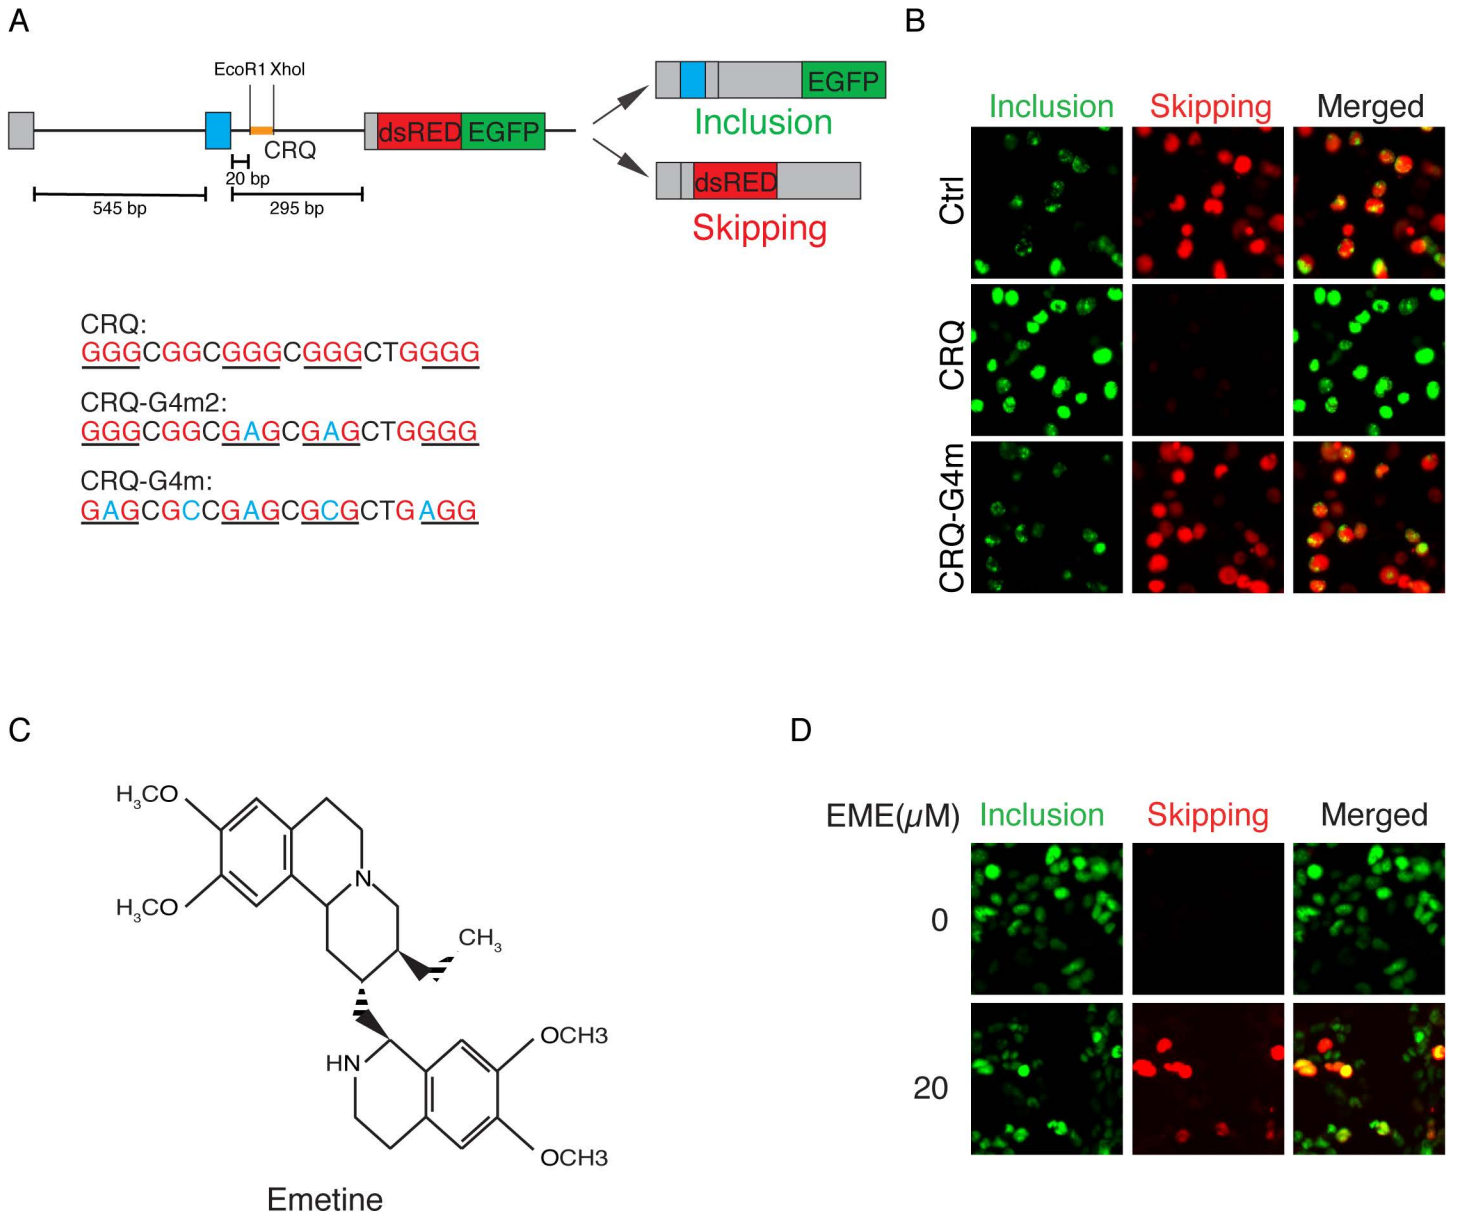 A
EcoR1 XhoI
dsRED EGFP
CRQ
20 bp
545 bp
295 bp
EGFP
Inclusion
dsRED
Skipping
CRQ:
GGGCGGCGGGCGGGCTGGGG
CRQ-G4m2:
GGGCGGCGAGCGAGCTGGGG
CRQ-G4m:
GAGCGCCGAGCGCGCTGAGG
B
Inclusion Skipping Merged
Ctrl
CRQ
CRQ-G4m
C
H3CO
H3CO
N
CH3
HN
OCH3
OCH3
Emetine
D
EME(µM) Inclusion Skipping Merged
0
20